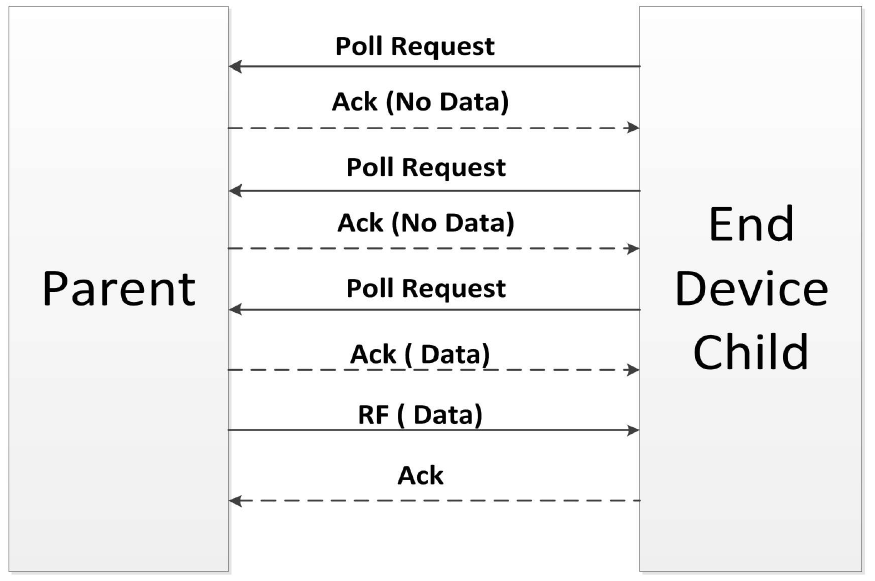 Poll Request
Ack (No Data)
Poll Request
Ack (No Data)
Poll Request
Ack ( Data)
RF ( Data)
Ack
Parent
End
Device
Child